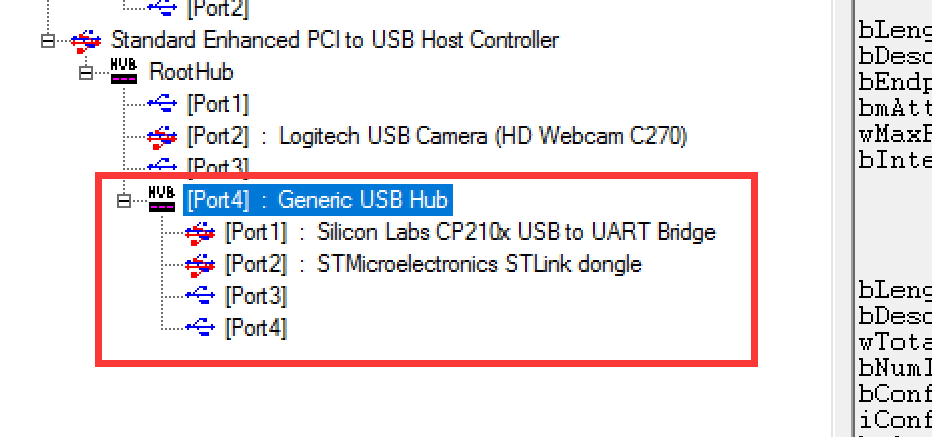 [Port2]
Standard Enhanced PCI to USB Host Controller
HUB RootHub
[Port1]
[Port2] : Logitech USB Camera (HD Webcam C270)
[Port3]
HUB [Port4] : Generic USB Hub
[Port1] : Silicon Labs CP210x USB to UART Bridge
[Port2] : STMicroelectronics STLink dongle
[Port3]
[Port4]
bLeng
bDesc
bEndp
bmAtt
wMaxP
bInte
bLeng
bDesc
wTota
bNumI
bConf
iConf